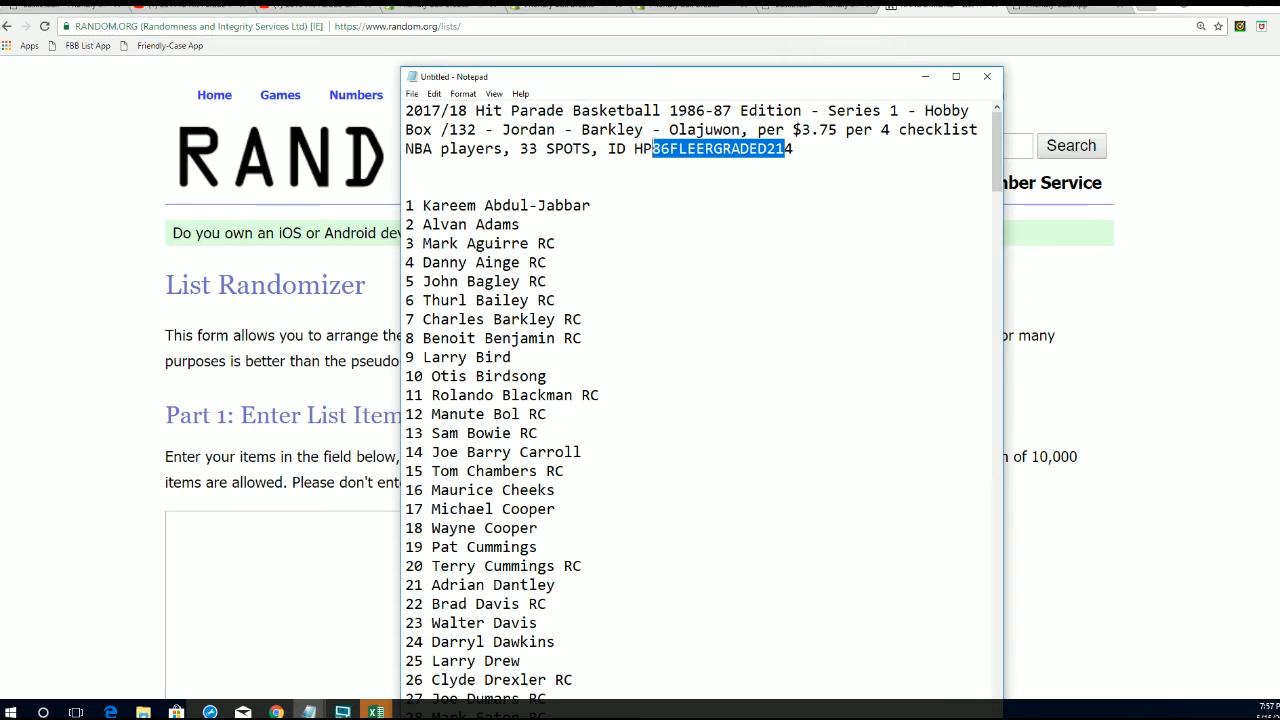 RANDOM.ORG (Randomness and Integrity Services Ltd) [IE] https://www.random.org/lists/
Apps FBB List App Friendly-Case App
Home Games Numbers
RAND
Search
ber Service
Do you own an iOS or Android dev
List Randomizer
This form allows you to arrange the
or many
purposes is better than the pseudo-
Part 1: Enter List Item
Enter your items in the field below,
n of 10,000
items are allowed. Please don't ente
Untitled - Notepad
File Edit Format View Help
2017/18 Hit Parade Basketball 1986-87 Edition - Series 1 - Hobby
Box /132 - Jordan - Barkley - Olajuwon, per $3.75 per 4 checklist
NBA players, 33 SPOTS, ID HP86FLEERGRADED214
1 Kareem Abdul-Jabbar
2 Alvan Adams
3 Mark Aguirre RC
4 Danny Ainge RC
5 John Bagley RC
6 Thurl Bailey RC
7 Charles Barkley RC
8 Benoit Benjamin RC
9 Larry Bird
10 Otis Birdsong
11 Rolando Blackman RC
12 Manute Bol RC
13 Sam Bowie RC
14 Joe Barry Carroll
15 Tom Chambers RC
16 Maurice Cheeks
17 Michael Cooper
18 Wayne Cooper
19 Pat Cummings
20 Terry Cummings RC
21 Adrian Dantley
22 Brad Davis RC
23 Walter Davis
24 Darryl Dawkins
25 Larry Drew
26 Clyde Drexler RC
27 Joe Dumars RC
28 Mark Eaton RC
7:57 P